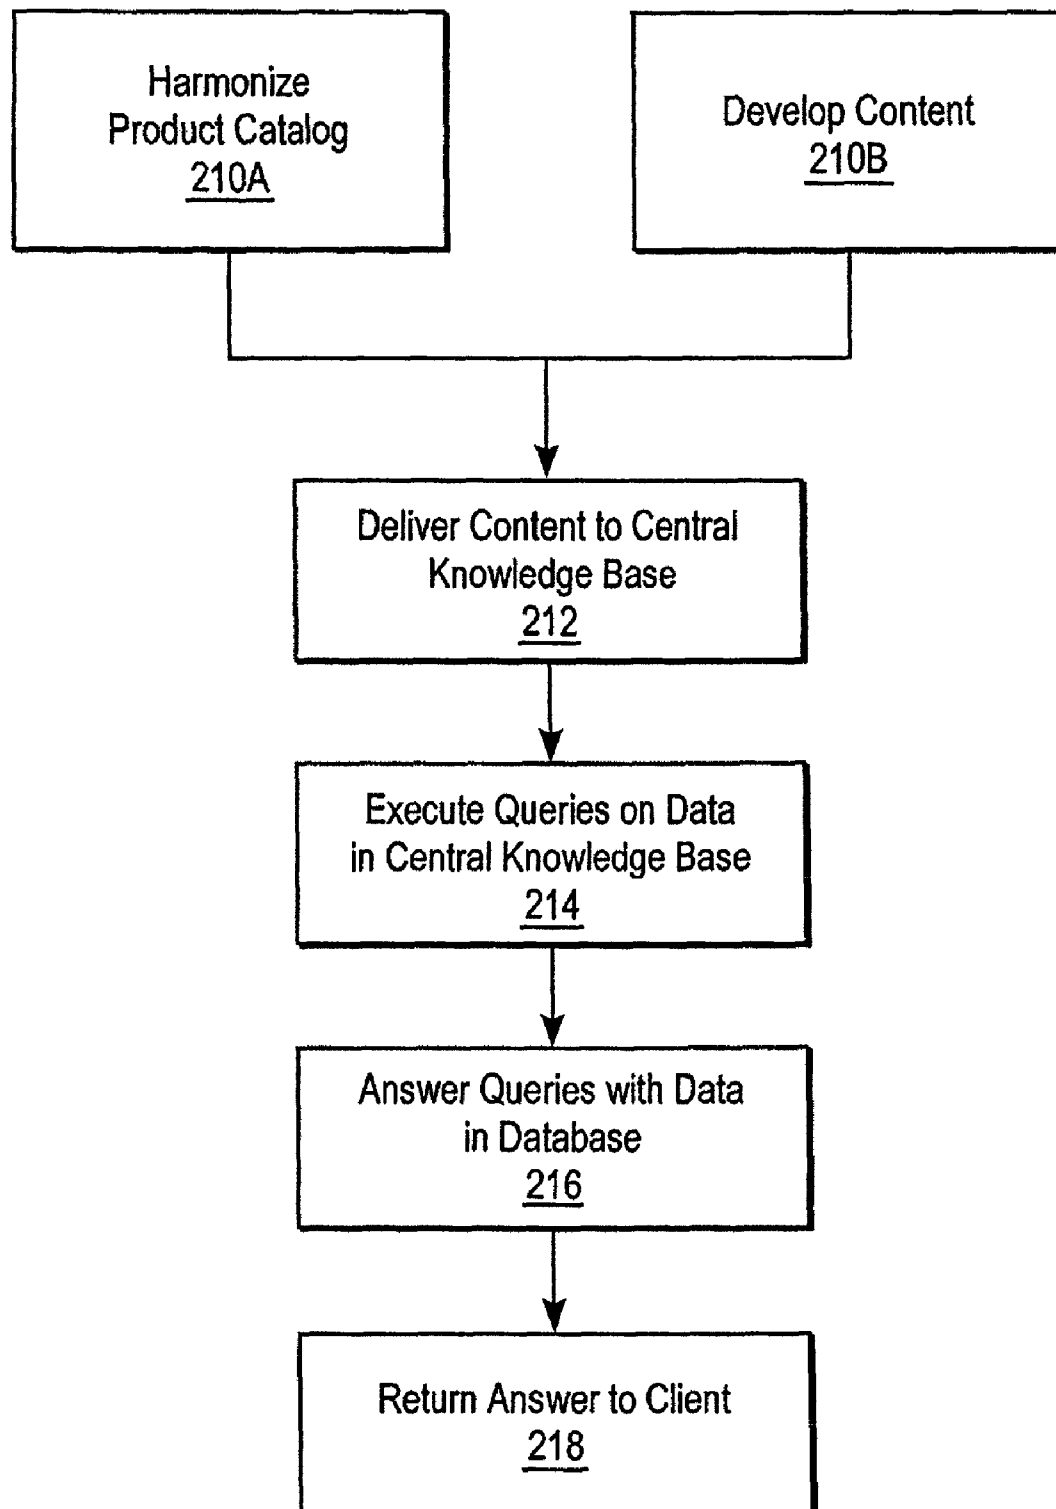 Harmonize
Product Catalog
210A
Develop Content
210B
Deliver Content to Central
Knowledge Base
212
Execute Queries on Data
in Central Knowledge Base
214
Answer Queries with Data
in Database
216
Return Answer to Client
218